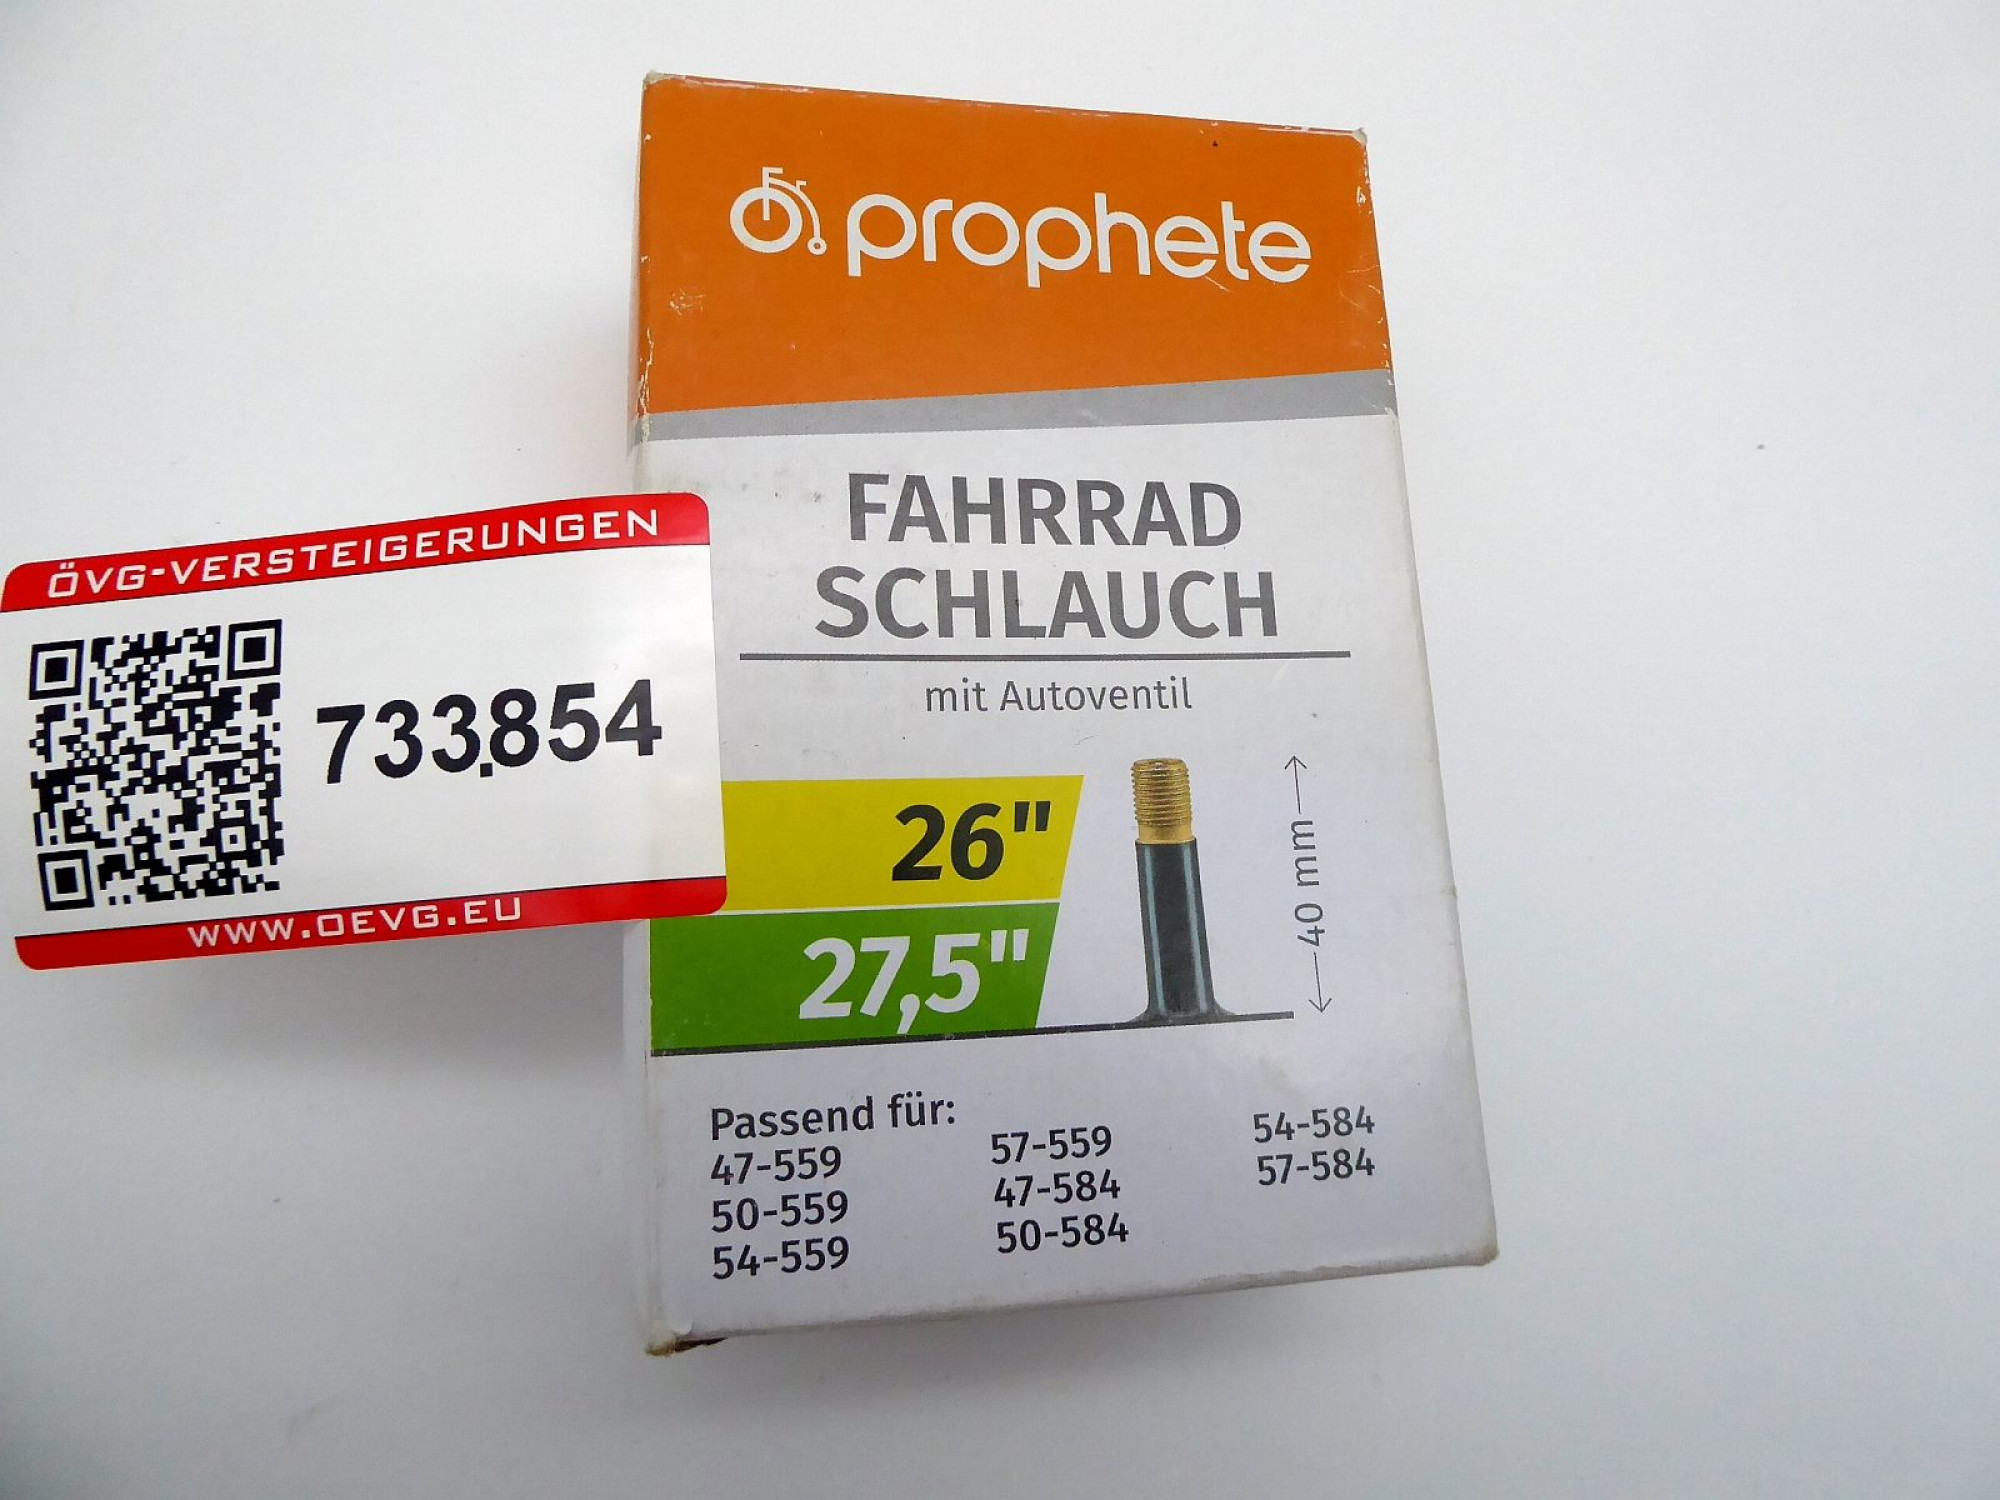 prophete
FAHRRAD
SCHLAUCH
mit Autoventil
26"
27,5"
40 mm
Passend für:
47-559
50-559
54-559
57-559
47-584
50-584
54-584
57-584
ÖVG-VERSTEIGERUNGEN
733.854
WWW.OEVG.EU